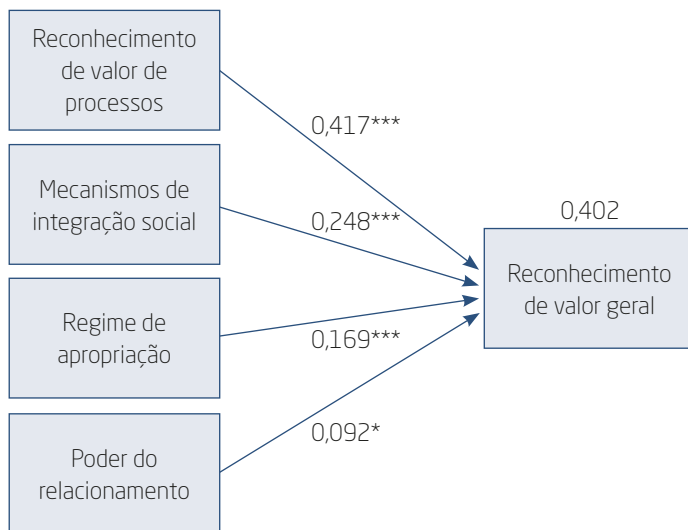 Reconhecimento
de valor de
processos
0,417***
Mecanismos de
integração social
0,248***
0,402
Reconhecimento
de valor geral
Regime de
apropriação
0,169***
0,092*
Poder do
relacionamento